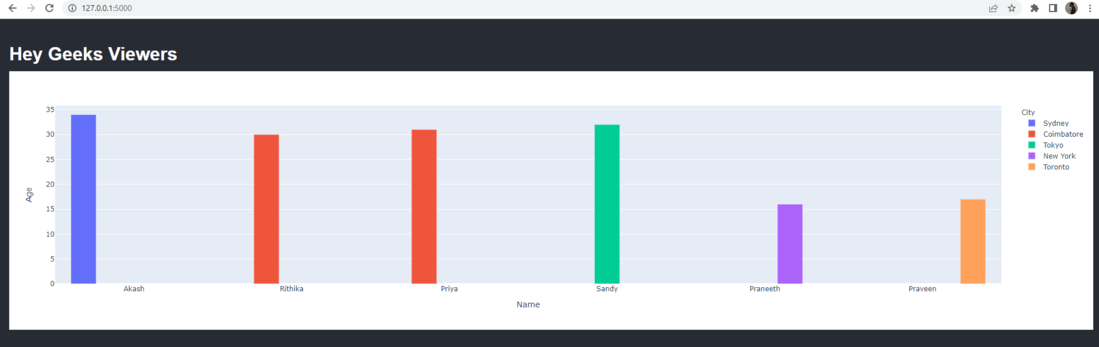 127.0.0.1:5000
Hey Geeks Viewers
35
30
25
20
15
10
5
0
Age
Akash
Rithika
Priya
Sandy
Praneeth
Praveen
Name
City
Sydney
Coimbatore
Tokyo
New York
Toronto